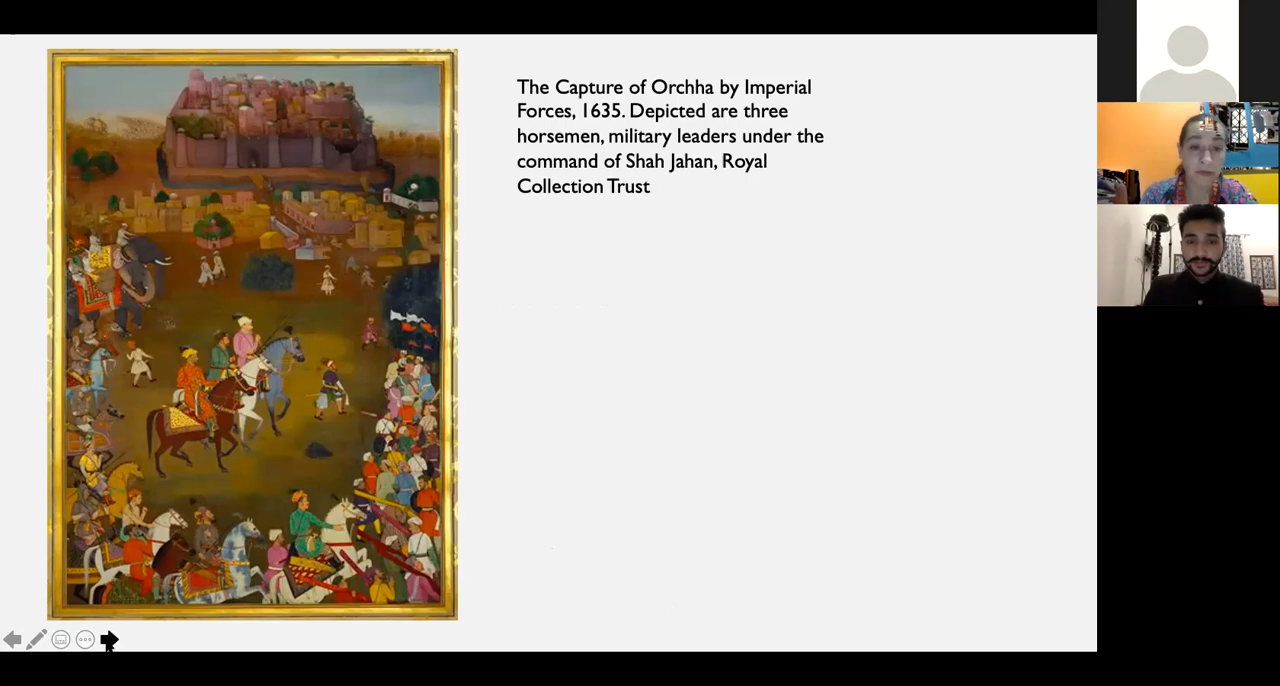 The Capture of Orchha by Imperial
Forces, 1635. Depicted are three
horsemen, military leaders under the
command of Shah Jahan, Royal
Collection Trust